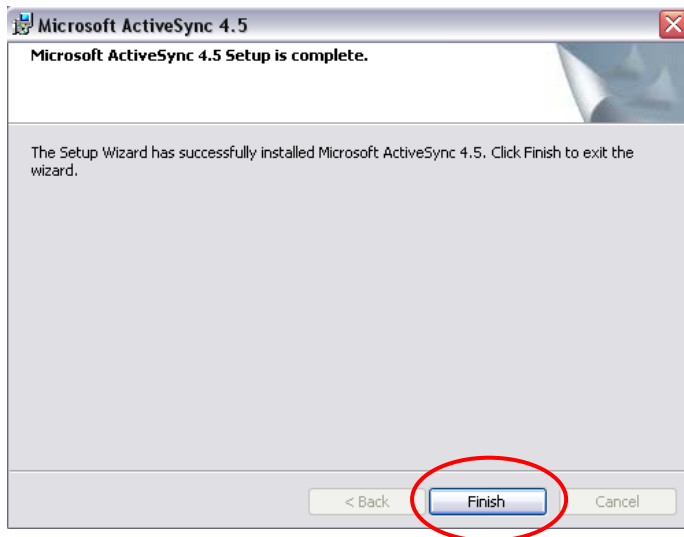 Microsoft ActiveSync 4.5
Microsoft ActiveSync 4.5 Setup is complete.
The Setup Wizard has successfully installed Microsoft ActiveSync 4.5. Click Finish to exit the
wizard.
< Back Finish Cancel